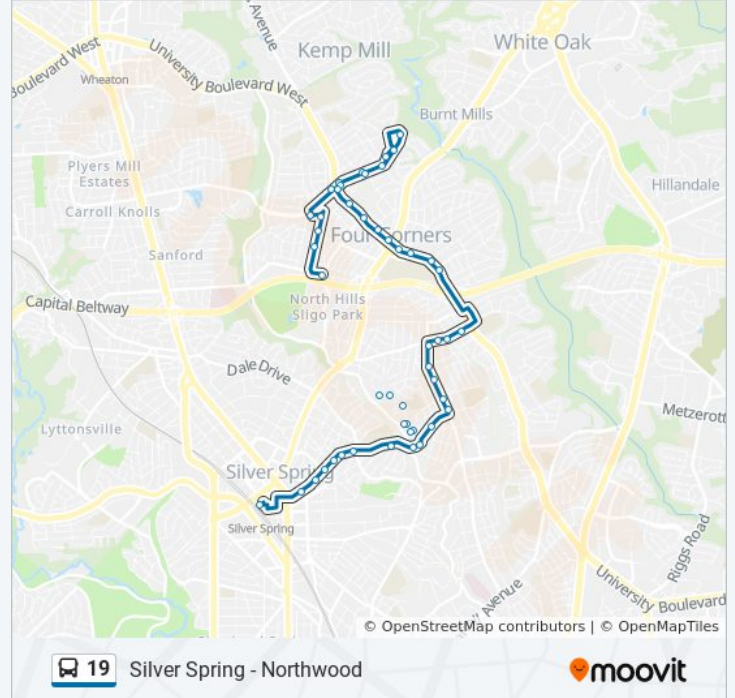 Avenue
Kemp Mill
White Oak
Boulevard West
University Boulevard West
Wheaton
Burnt Mills
Plyers Mill
Estates
Hillandale
Carroll Knolls
Four Corners
Sanford
Capital Beltway
North Hills
Sligo Park
Dale Drive
Metzerott
Lyttonsville
Silver Spring
Silver Spring
Riggs Road
University Boulevard
Avenue
© OpenStreetMap contributors | © OpenMapTiles
19 Silver Spring - Northwood
moovit